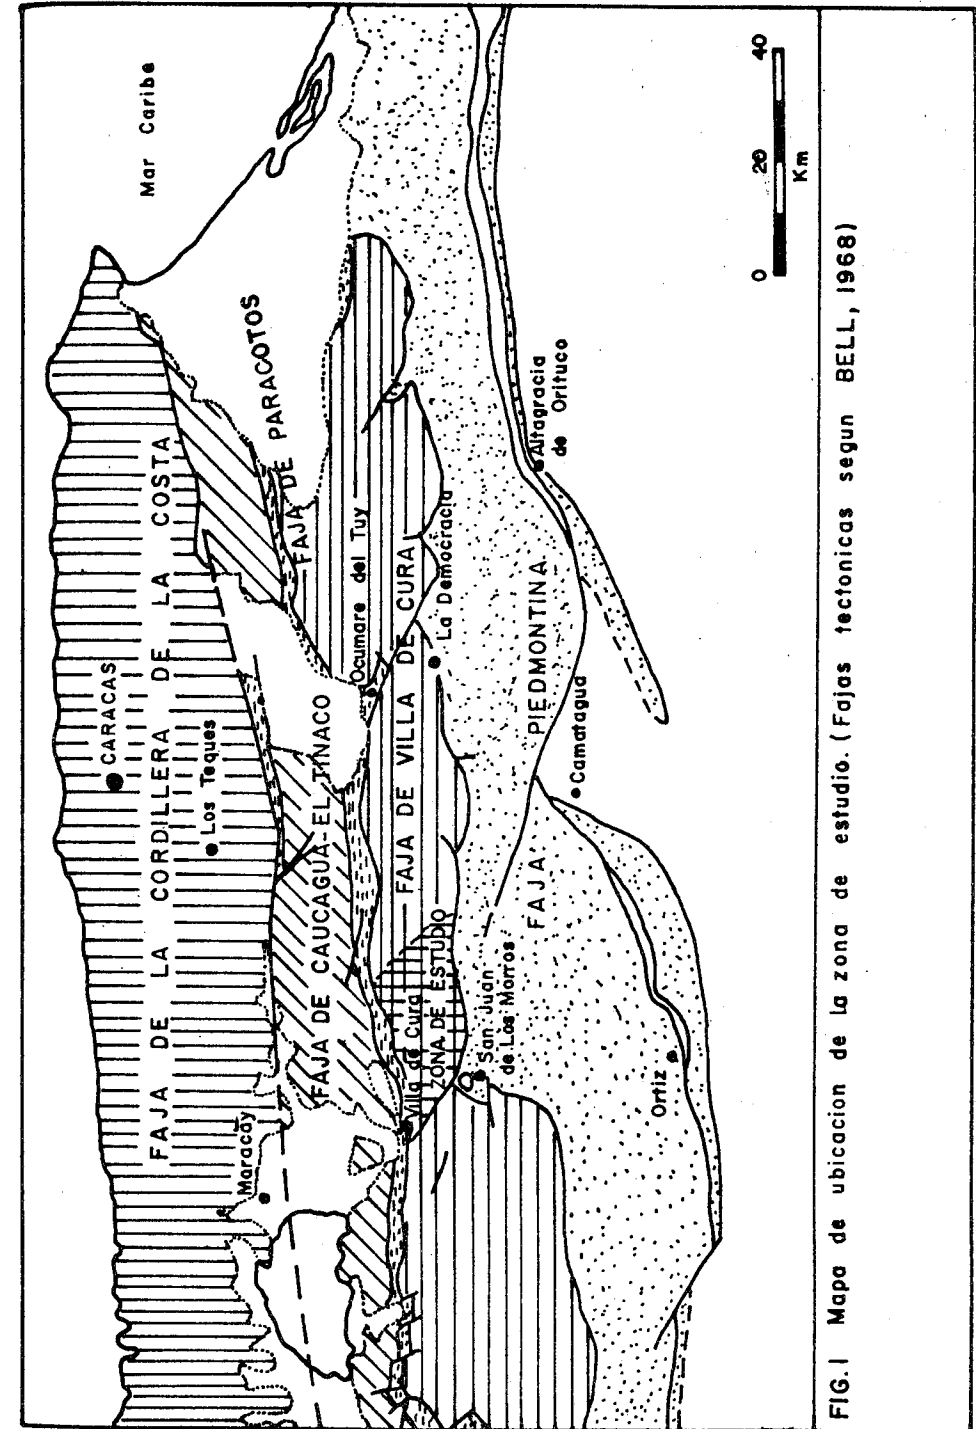 Mar Caribe
FAJA DE LA CORDILLERA DE LA COSTA
CARACAS
Los Teques
Maracáy
FAJA DE PARACOTOS
FAJA DE CAUCAGUA-EL TINACO
Ocumare del Tuy
FAJA DE VILLA DE CURA
La Democracia
Villa de Cura
ZONA DE ESTUDIO
San Juan
de Los Morros
FAJA PIEDMONTINA
Altagracia
de Orituco
Camatagua
Ortiz
0 20 40
Km
FIG.1 Mapa de ubicacion de la zona de estudio. (Fajas tectonicas segun BELL, 1968)